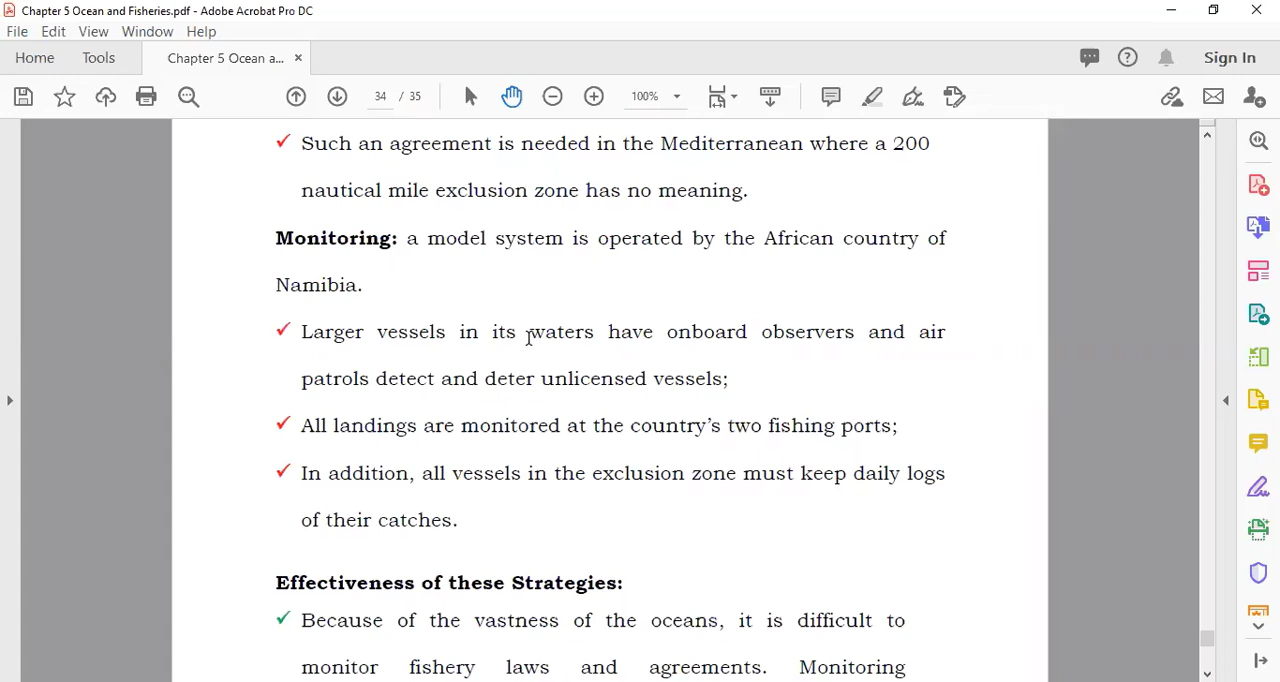 Chapter 5 Ocean and Fisheries.pdf - Adobe Acrobat Pro DC
File Edit View Window Help
Home Tools Chapter 5 Ocean a... × Sign In
34 / 35 100%
✓ Such an agreement is needed in the Mediterranean where a 200
nautical mile exclusion zone has no meaning.
Monitoring: a model system is operated by the African country of
Namibia.
✓ Larger vessels in its waters have onboard observers and air
patrols detect and deter unlicensed vessels;
✓ All landings are monitored at the country's two fishing ports;
✓ In addition, all vessels in the exclusion zone must keep daily logs
of their catches.
Effectiveness of these Strategies:
✓ Because of the vastness of the oceans, it is difficult to
monitor fishery laws and agreements. Monitoring